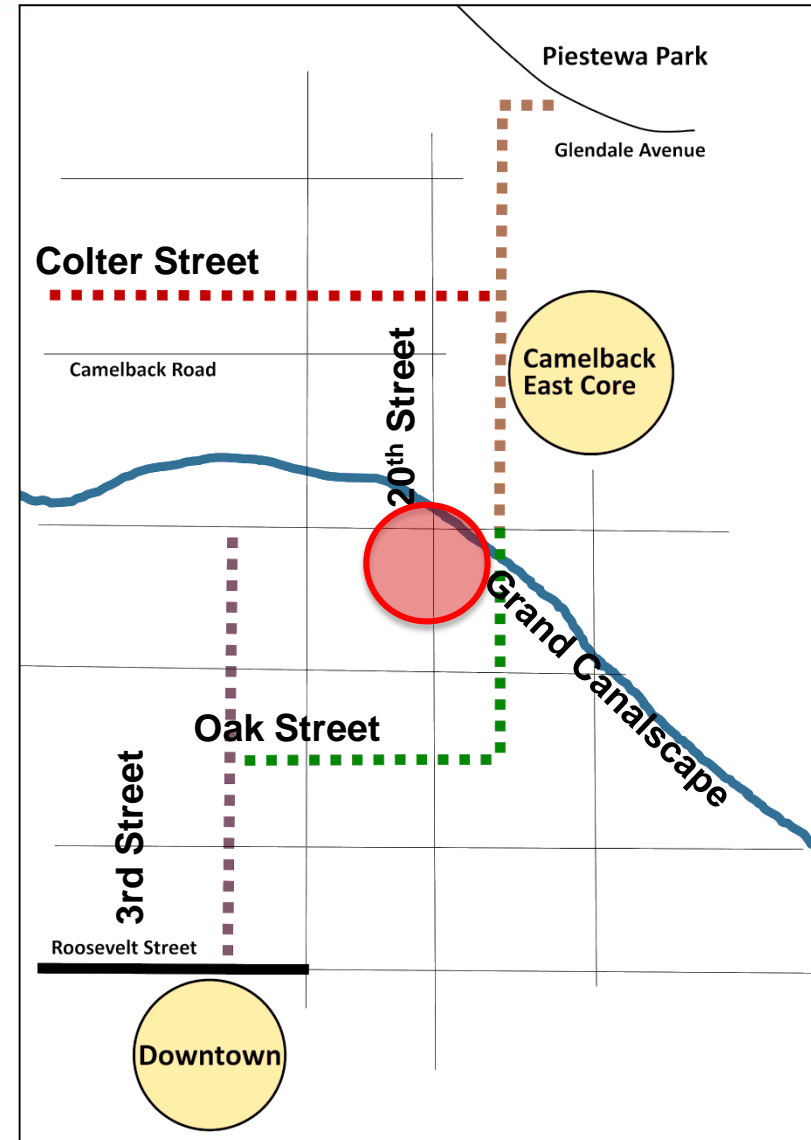 Piestewa Park
Glendale Avenue
Colter Street
20th Street
Camelback
East Core
Camelback Road
Grand Canalscape
Oak Street
3rd Street
Roosevelt Street
Downtown